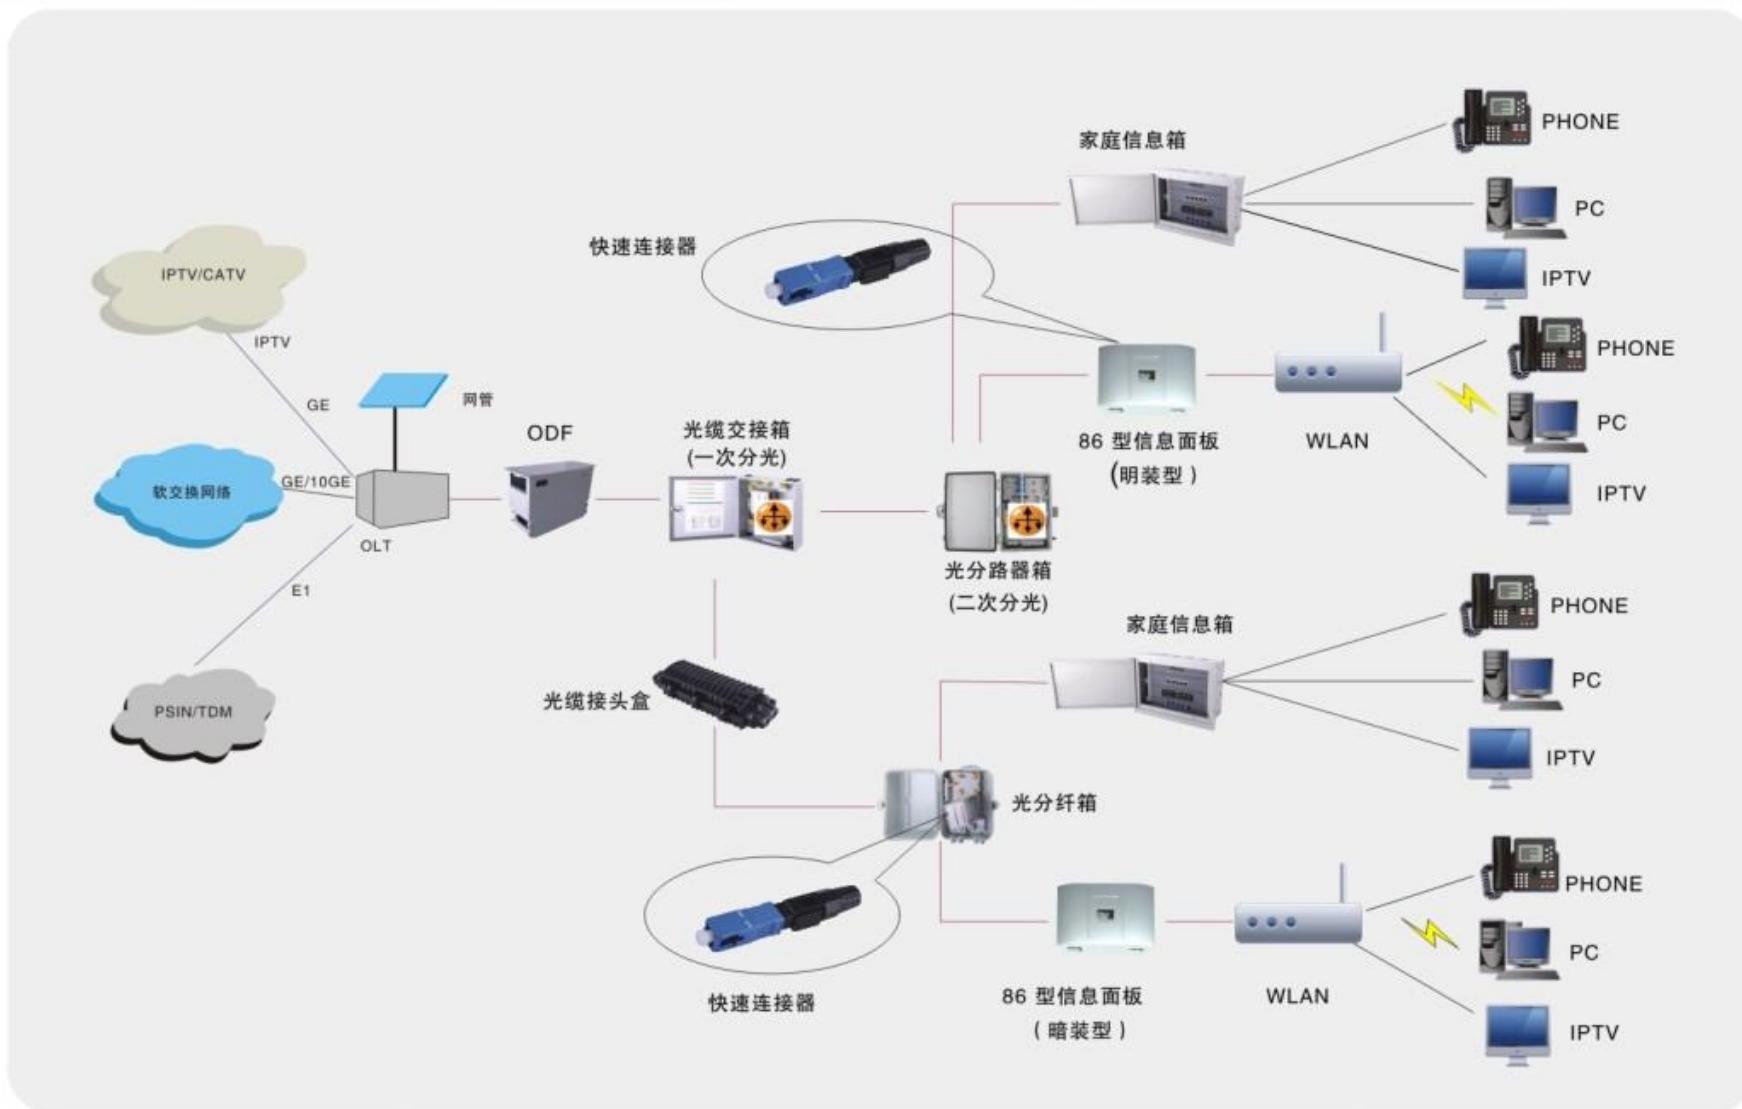 家庭信息箱
PHONE
PC
IPTV
快速连接器
IPTV/CATV
IPTV
GE
网管
ODF
光缆交接箱
(一次分光)
86 型信息面板
(明装型)
WLAN
PHONE
PC
IPTV
软交换网络
GE/10GE
OLT
E1
光分路器箱
(二次分光)
PSIN/TDM
光缆接头盒
家庭信息箱
PHONE
PC
IPTV
光分纤箱
快速连接器
86 型信息面板
(暗装型)
WLAN
PHONE
PC
IPTV